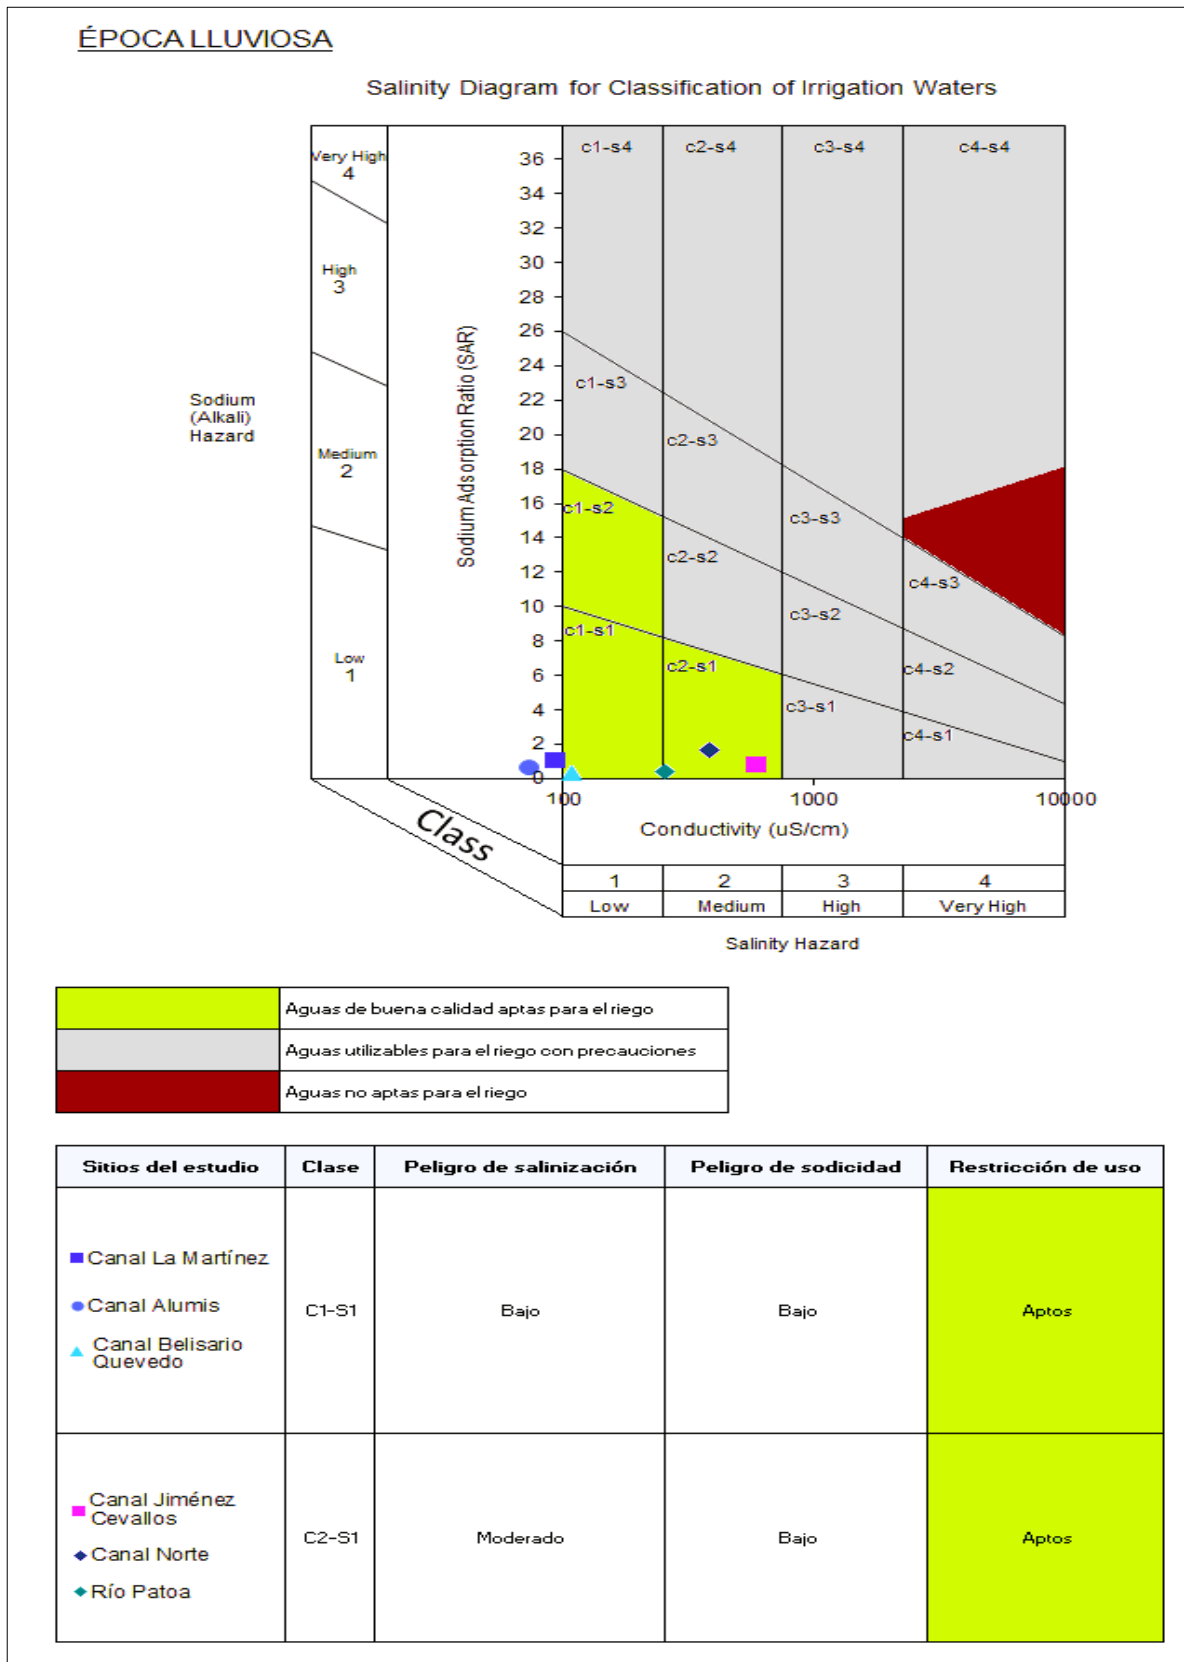 ÉPOCA LLUVIOSA
Salinity Diagram for Classification of Irrigation Waters
Very High
4
High
3
Medium
2
Low
1
Sodium
(Alkali)
Hazard
Sodium Adsorption Ratio (SAR)
36
34
32
30
28
26
24
22
20
18
16
14
12
10
8
6
4
2
0
c1-s4
c2-s4
c3-s4
c4-s4
c1-s3
c2-s3
c3-s3
c4-s3
c1-s2
c2-s2
c3-s2
c4-s2
c1-s1
c2-s1
c3-s1
c4-s1
100
1000
10000
Conductivity (uS/cm)
Class
1 2 3 4
Low Medium High Very High
Salinity Hazard
Aguas de buena calidad aptas para el riego
Aguas utilizables para el riego con precauciones
Aguas no aptas para el riego
Sitios del estudio Clase Peligro de salinización Peligro de sodicidad Restricción de uso
Canal La Martínez
Canal Alumis
Canal Belisario
Quevedo
C1-S1 Bajo Bajo Aptos
Canal Jiménez
Cevallos
Canal Norte
Río Patoa
C2-S1 Moderado Bajo Aptos